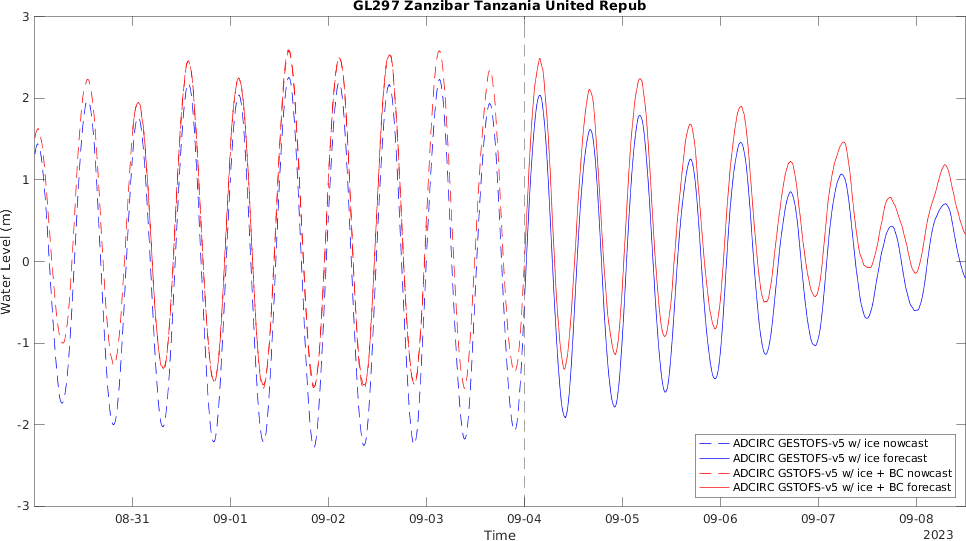 GL297 Zanzibar Tanzania United Repub
3
2
1
0
-1
-2
-3
Water Level (m)
08-31 09-01 09-02 09-03 09-04 09-05 09-06 09-07 09-08
Time
2023
ADCIRC GESTOFS-v5 w/ ice nowcast
ADCIRC GESTOFS-v5 w/ ice forecast
ADCIRC GSTOFS-v5 w/ ice + BC nowcast
ADCIRC GSTOFS-v5 w/ ice + BC forecast